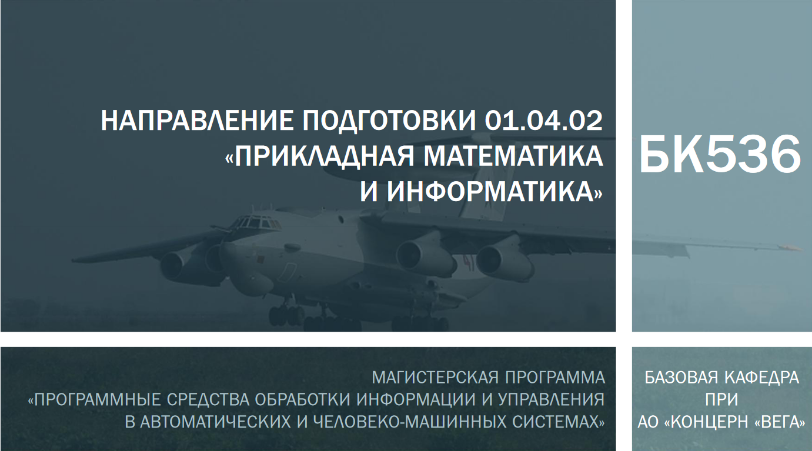 НАПРАВЛЕНИЕ ПОДГОТОВКИ 01.04.02
«ПРИКЛАДНАЯ МАТЕМАТИКА
И ИНФОРМАТИКА»
БК536
МАГИСТЕРСКАЯ ПРОГРАММА
«ПРОГРАММНЫЕ СРЕДСТВА ОБРАБОТКИ ИНФОРМАЦИИ И УПРАВЛЕНИЯ
В АВТОМАТИЧЕСКИХ И ЧЕЛОВЕКО-МАШИННЫХ СИСТЕМАХ»
БАЗОВАЯ КАФЕДРА
ПРИ
АО «КОНЦЕРН «ВЕГА»